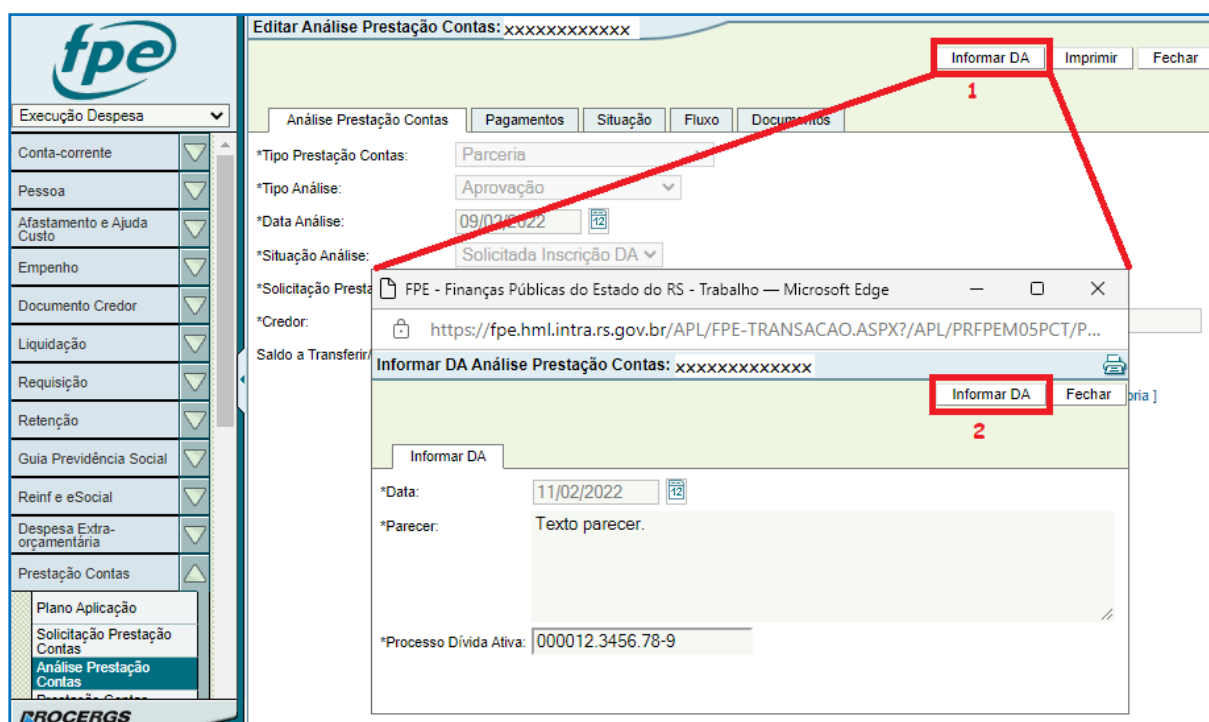 fpe
Execução Despesa
Conta-corrente
Pessoa
Afastamento e Ajuda
Custo
Empenho
Documento Credor
Liquidação
Requisição
Retenção
Guia Previdência Social
Reinf e eSocial
Despesa Extra-
orçamentária
Prestação Contas
Plano Aplicação
Solicitação Prestação
Contas
Análise Prestação
Contas
PROCERGS
Editar Análise Prestação Contas: xxxxxxxxxxxx
Informar DA Imprimir Fechar
1
Análise Prestação Contas Pagamentos Situação Fluxo Documentos
*Tipo Prestação Contas: Parceria
*Tipo Análise: Aprovação
*Data Análise: 09/02/2022 12
*Situação Análise: Solicitada Inscrição DA
*Solicitação Presta
*Credor:
Saldo a Transferir/
oria ]
FPE - Finanças Públicas do Estado do RS - Trabalho — Microsoft Edge
https://fpe.hml.intra.rs.gov.br/APL/FPE-TRANSACAO.ASPX?/APL/PRFPEM05PCT/P...
Informar DA Análise Prestação Contas: xxxxxxxxxxxxx
Informar DA Fechar
2
Informar DA
*Data: 11/02/2022 12
*Parecer: Texto parecer.
*Processo Dívida Ativa: 000012.3456.78-9